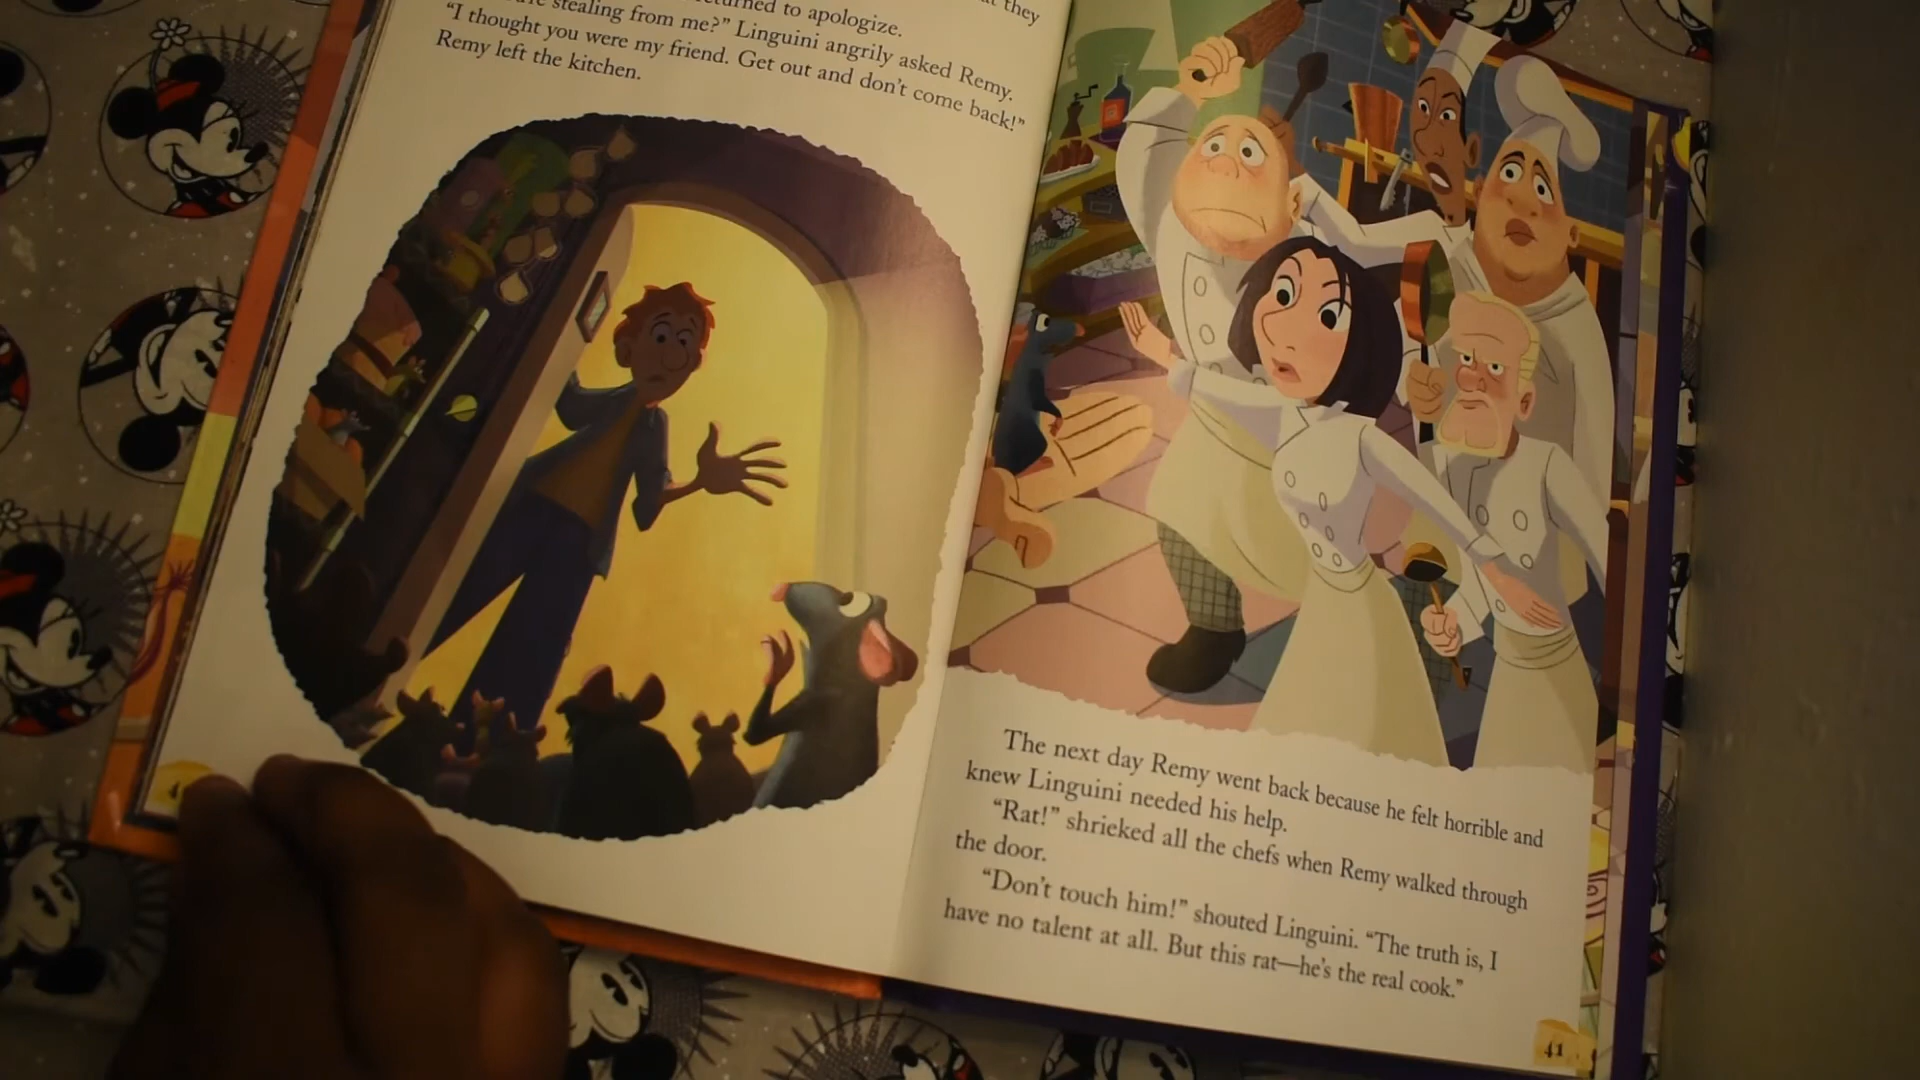 they
returned to apologize.
stealing from me?” Linguini angrily asked Remy.
“I thought you were my friend. Get out and don’t come back!”
Remy left the kitchen.
The next day Remy went back because he felt horrible and
knew Linguini needed his help.
“Rat!” shrieked all the chefs when Remy walked through
the door.
“Don’t touch him!” shouted Linguini. “The truth is, I
have no talent at all. But this rat—he’s the real cook.”
41